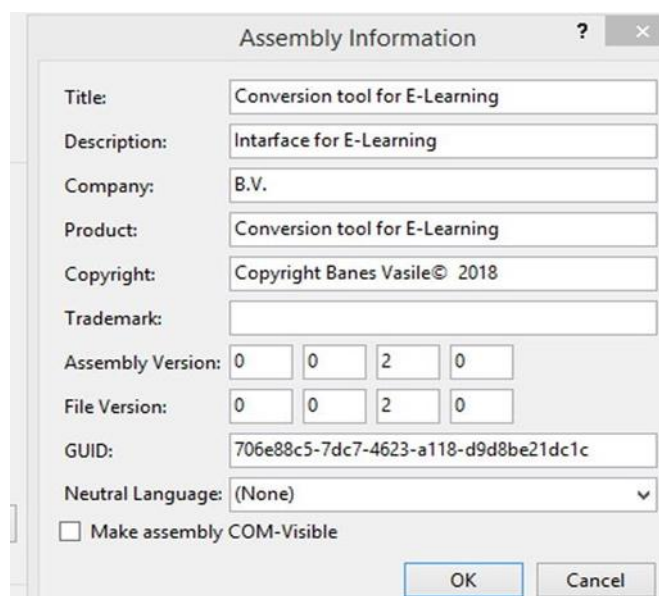 Assembly Information ? ×
Title: Conversion tool for E-Learning
Description: Intarface for E-Learning
Company: B.V.
Product: Conversion tool for E-Learning
Copyright: Copyright Banes Vasile© 2018
Trademark:
Assembly Version: 0 0 2 0
File Version: 0 0 2 0
GUID: 706e88c5-7dc7-4623-a118-d9d8be21dc1c
Neutral Language: (None)
Make assembly COM-Visible
OK Cancel